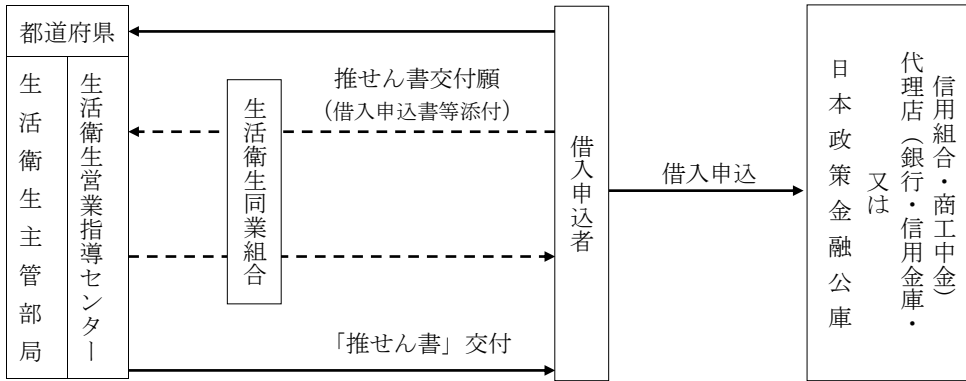 都道府県
生活衛生主管部局
生活衛生営業指導センター
推せん書交付願
（借入申込書等添付）
生活衛生同業組合
「推せん書」交付
借入申込者
借入申込
日本政策金融公庫
又は
代理店（銀行・信用金庫・
信用組合・商工中金）